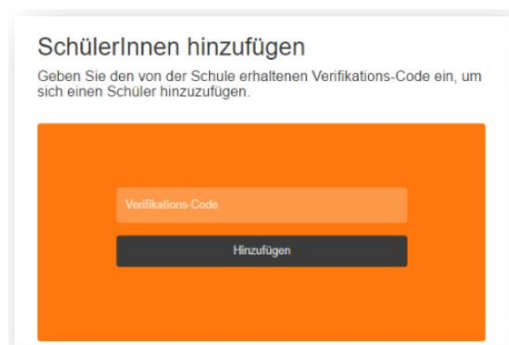 SchülerInnen hinzufügen
Geben Sie den von der Schule erhaltenen Verifikations-Code ein, um
sich einen Schüler hinzuzufügen.
Verifikations-Code
Hinzufügen